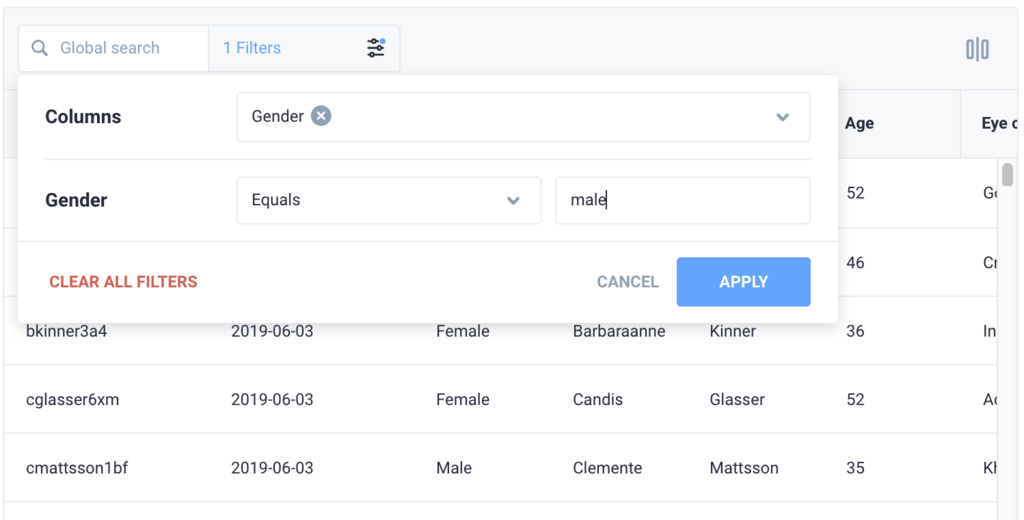 Global search 1 Filters
Columns Gender
Age Eye c
Gender Equals male
52 G
CLEAR ALL FILTERS CANCEL APPLY
46 Cr
bkinner3a4 2019-06-03 Female Barbaraanne Kinner 36 In
cglasser6xm 2019-06-03 Female Candis Glasser 52 Ac
cmattsson1bf 2019-06-03 Male Clemente Mattsson 35 Kh